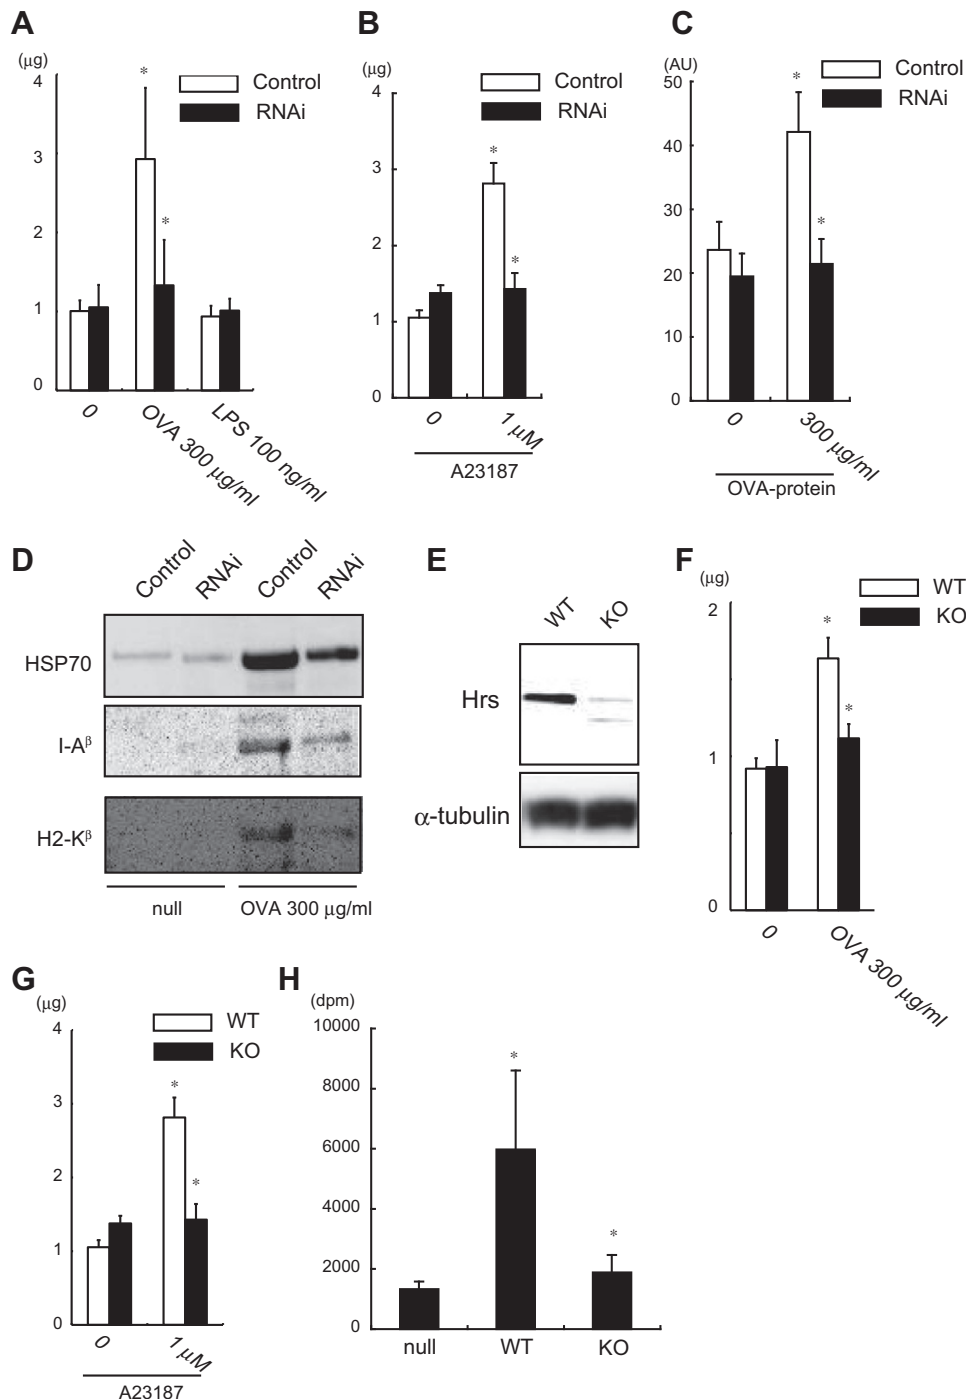 A
(μg)
4
3
2
1
0
*
*
Control
RNAi
0
OVA 300 μg/ml
LPS 100 ng/ml
B
(μg)
4
3
2
1
0
*
*
Control
RNAi
0
1 μM
A23187
C
(AU)
50
40
30
20
10
0
*
*
Control
RNAi
0
300 μg/ml
OVA-protein
D
Control
RNAi
Control
RNAi
HSP70
I-Aβ
H2-Kβ
null
OVA 300 μg/ml
E
WT
KO
Hrs
α-tubulin
F
(μg)
2
1
0
*
*
WT
KO
0
OVA 300 μg/ml
G
(μg)
4
3
2
1
0
*
*
WT
KO
0
1 μM
A23187
H
(dpm)
10000
8000
6000
4000
2000
0
*
*
null
WT
KO